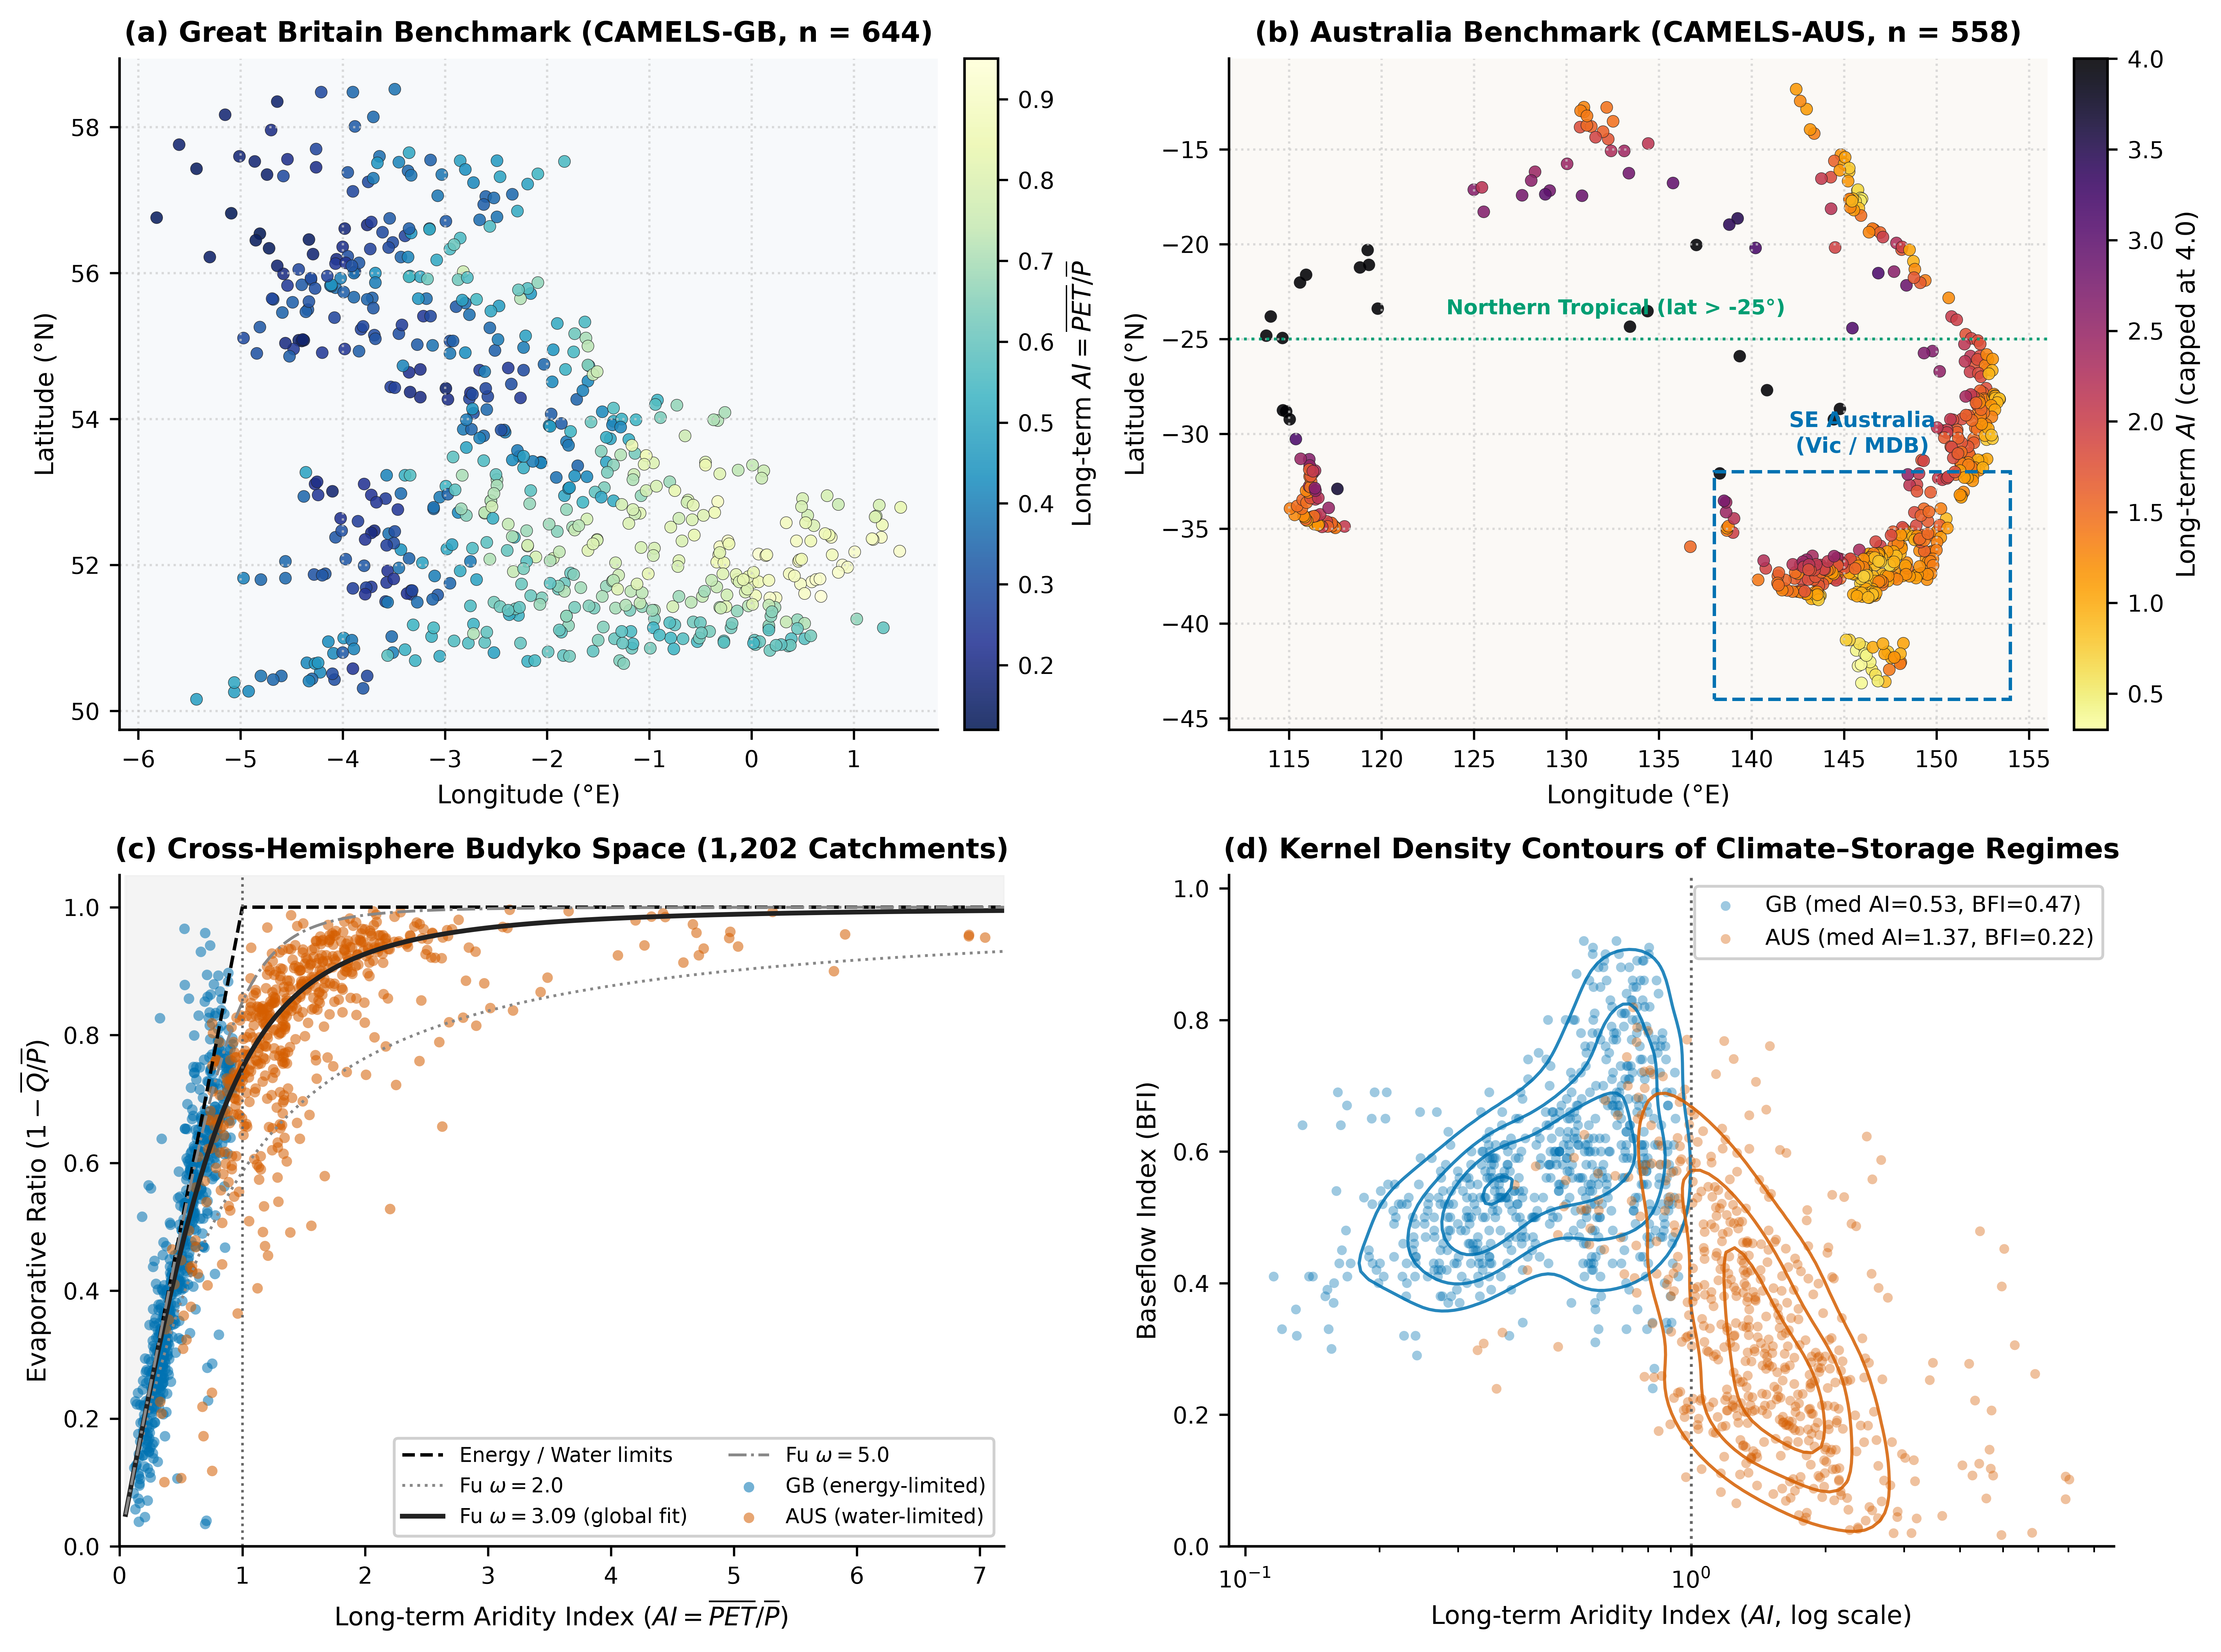 (a) Great Britain Benchmark (CAMELS-GB, n = 644)
58
56
54
52
50
Latitude (°N)
−6 −5 −4 −3 −2 −1 0 1
Longitude (°E)
0.9
0.8
0.7
0.6
0.5
0.4
0.3
0.2
Long-term AI = PET/P
(b) Australia Benchmark (CAMELS-AUS, n = 558)
−15
−20
−25
−30
−35
−40
−45
Latitude (°N)
Northern Tropical (lat > -25°)
SE Australia
(Vic / MDB)
115 120 125 130 135 140 145 150 155
Longitude (°E)
4.0
3.5
3.0
2.5
2.0
1.5
1.0
0.5
Long-term AI (capped at 4.0)
(c) Cross-Hemisphere Budyko Space (1,202 Catchments)
1.0
0.8
0.6
0.4
0.2
0.0
Evaporative Ratio (1 − Q̅/P̅)
Energy / Water limits
Fu ω = 2.0
Fu ω = 3.09 (global fit)
Fu ω = 5.0
GB (energy-limited)
AUS (water-limited)
0 1 2 3 4 5 6 7
Long-term Aridity Index (AI = PET/P)
(d) Kernel Density Contours of Climate–Storage Regimes
1.0
0.8
0.6
0.4
0.2
0.0
Baseflow Index (BFI)
GB (med AI=0.53, BFI=0.47)
AUS (med AI=1.37, BFI=0.22)
10⁻¹ 10⁰
Long-term Aridity Index (AI, log scale)